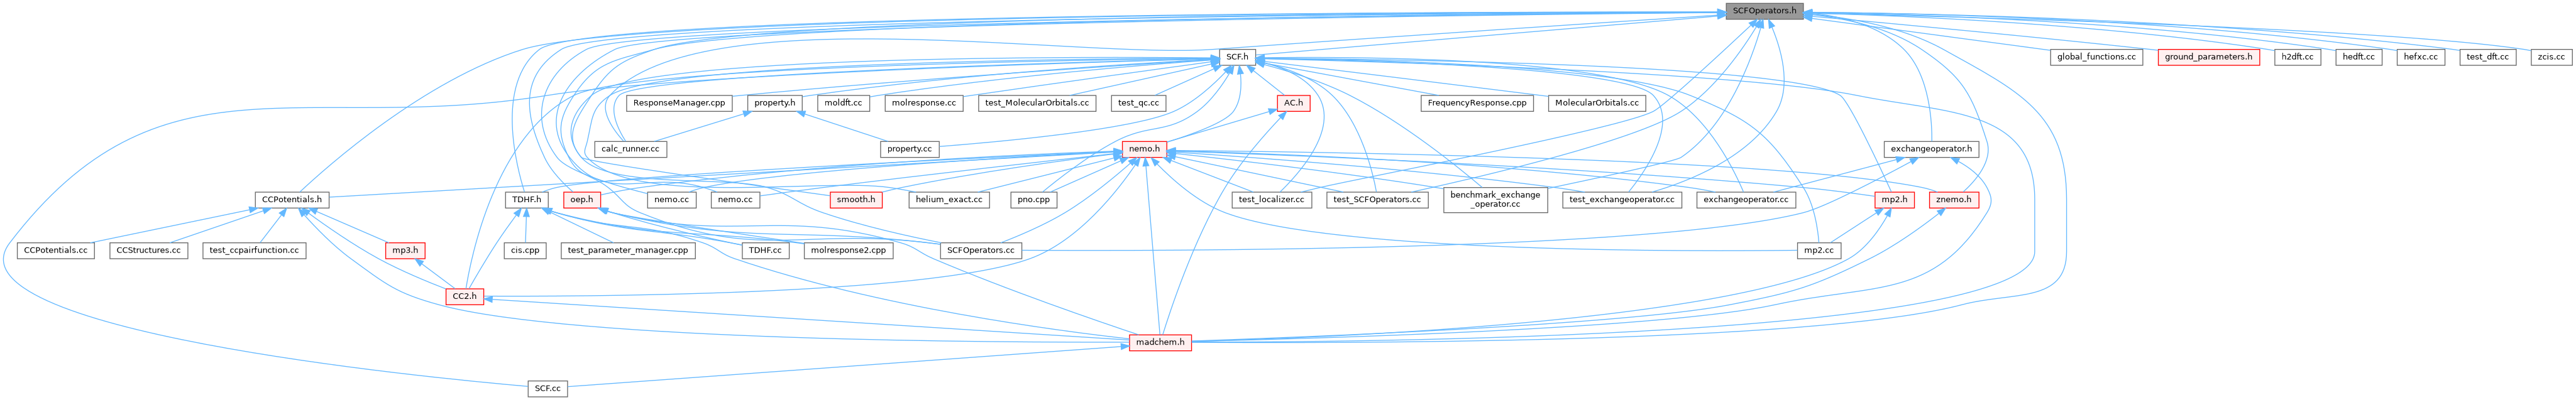 SCFOperators.h
SCF.h
global_functions.cc
ground_parameters.h
h2dft.cc
hedft.cc
hefxc.cc
test_dft.cc
zcis.cc
ResponseManager.cpp
property.h
moldft.cc
molresponse.cc
test_MolecularOrbitals.cc
test_qc.cc
AC.h
FrequencyResponse.cpp
MolecularOrbitals.cc
calc_runner.cc
property.cc
nemo.h
exchangeoperator.h
CCPotentials.h
TDHF.h
oep.h
nemo.cc
nemo.cc
smooth.h
helium_exact.cc
pno.cpp
test_localizer.cc
test_SCFOperators.cc
benchmark_exchange
_operator.cc
test_exchangeoperator.cc
exchangeoperator.cc
mp2.h
znemo.h
CCPotentials.cc
CCStructures.cc
test_ccpairfunction.cc
mp3.h
cis.cpp
test_parameter_manager.cpp
TDHF.cc
molresponse2.cpp
SCFOperators.cc
mp2.cc
CC2.h
madchem.h
SCF.cc